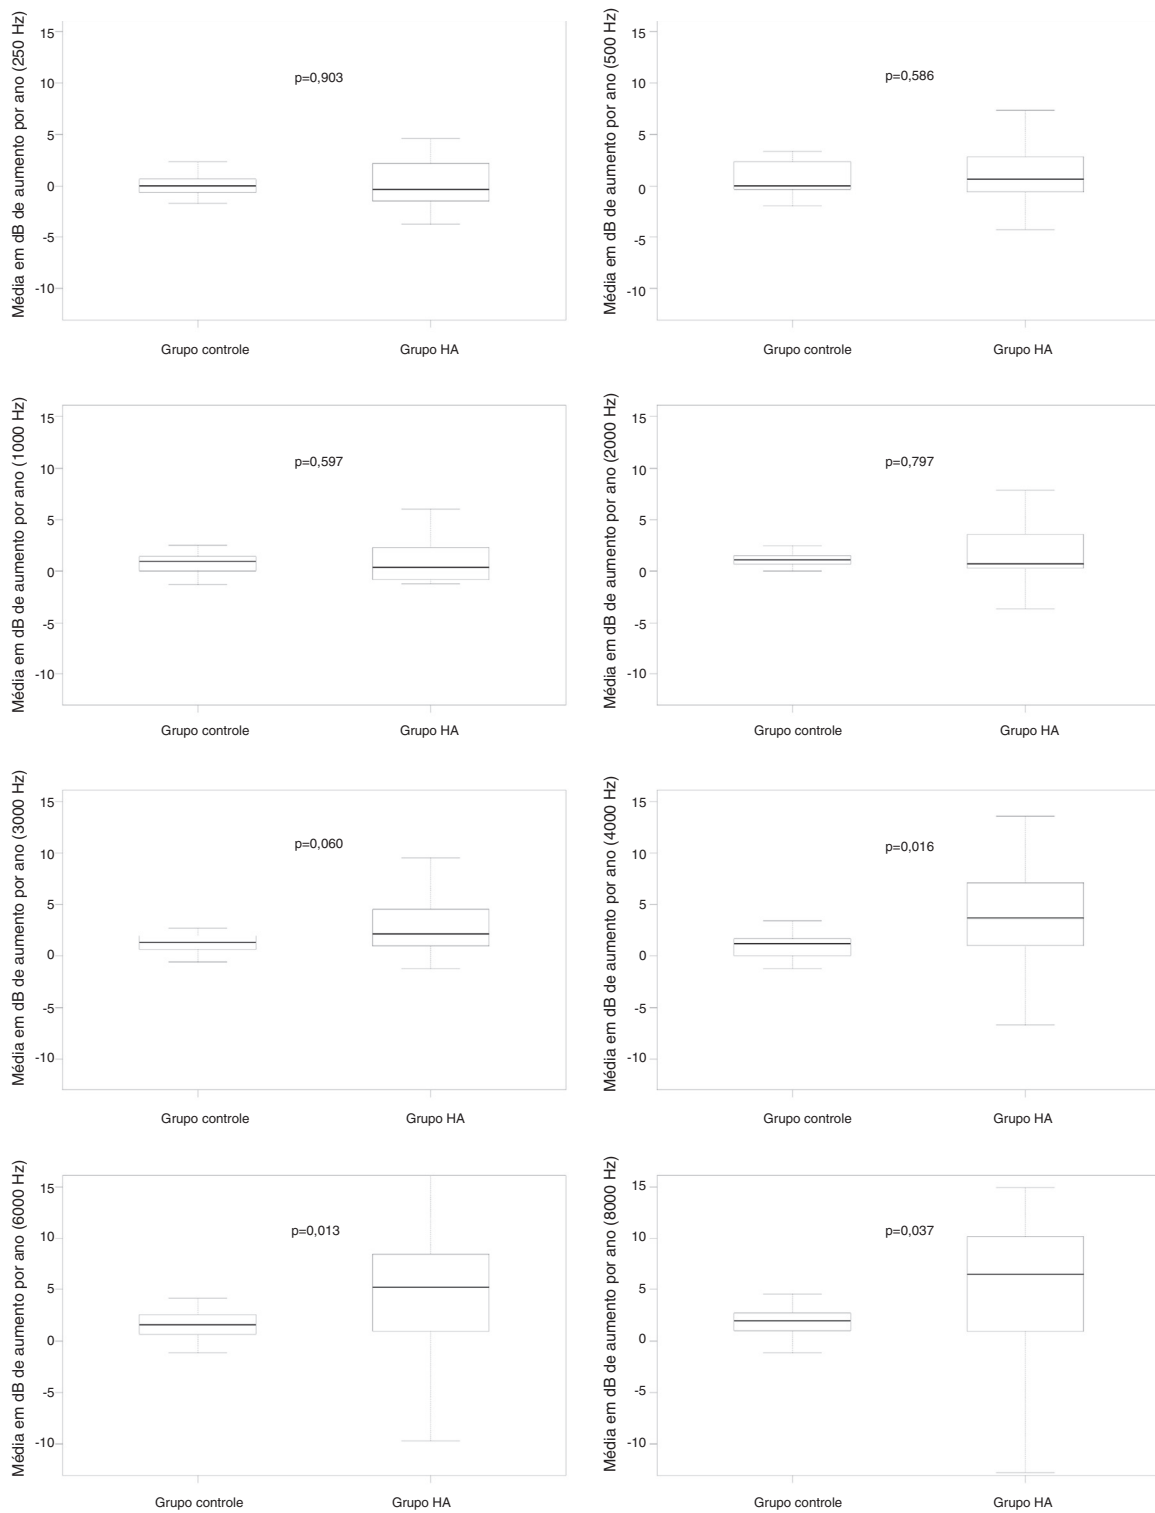 Média em dB de aumento por ano (250 Hz)
15
10
5
0
-5
-10
p=0,903
Grupo controle
Grupo HA
Média em dB de aumento por ano (500 Hz)
15
10
5
0
-5
-10
p=0,586
Grupo controle
Grupo HA
Média em dB de aumento por ano (1000 Hz)
15
10
5
0
-5
-10
p=0,597
Grupo controle
Grupo HA
Média em dB de aumento por ano (2000 Hz)
15
10
5
0
-5
-10
p=0,797
Grupo controle
Grupo HA
Média em dB de aumento por ano (3000 Hz)
15
10
5
0
-5
-10
p=0,060
Grupo controle
Grupo HA
Média em dB de aumento por ano (4000 Hz)
15
10
5
0
-5
-10
p=0,016
Grupo controle
Grupo HA
Média em dB de aumento por ano (6000 Hz)
15
10
5
0
-5
-10
p=0,013
Grupo controle
Grupo HA
Média em dB de aumento por ano (8000 Hz)
15
10
5
0
-5
-10
p=0,037
Grupo controle
Grupo HA